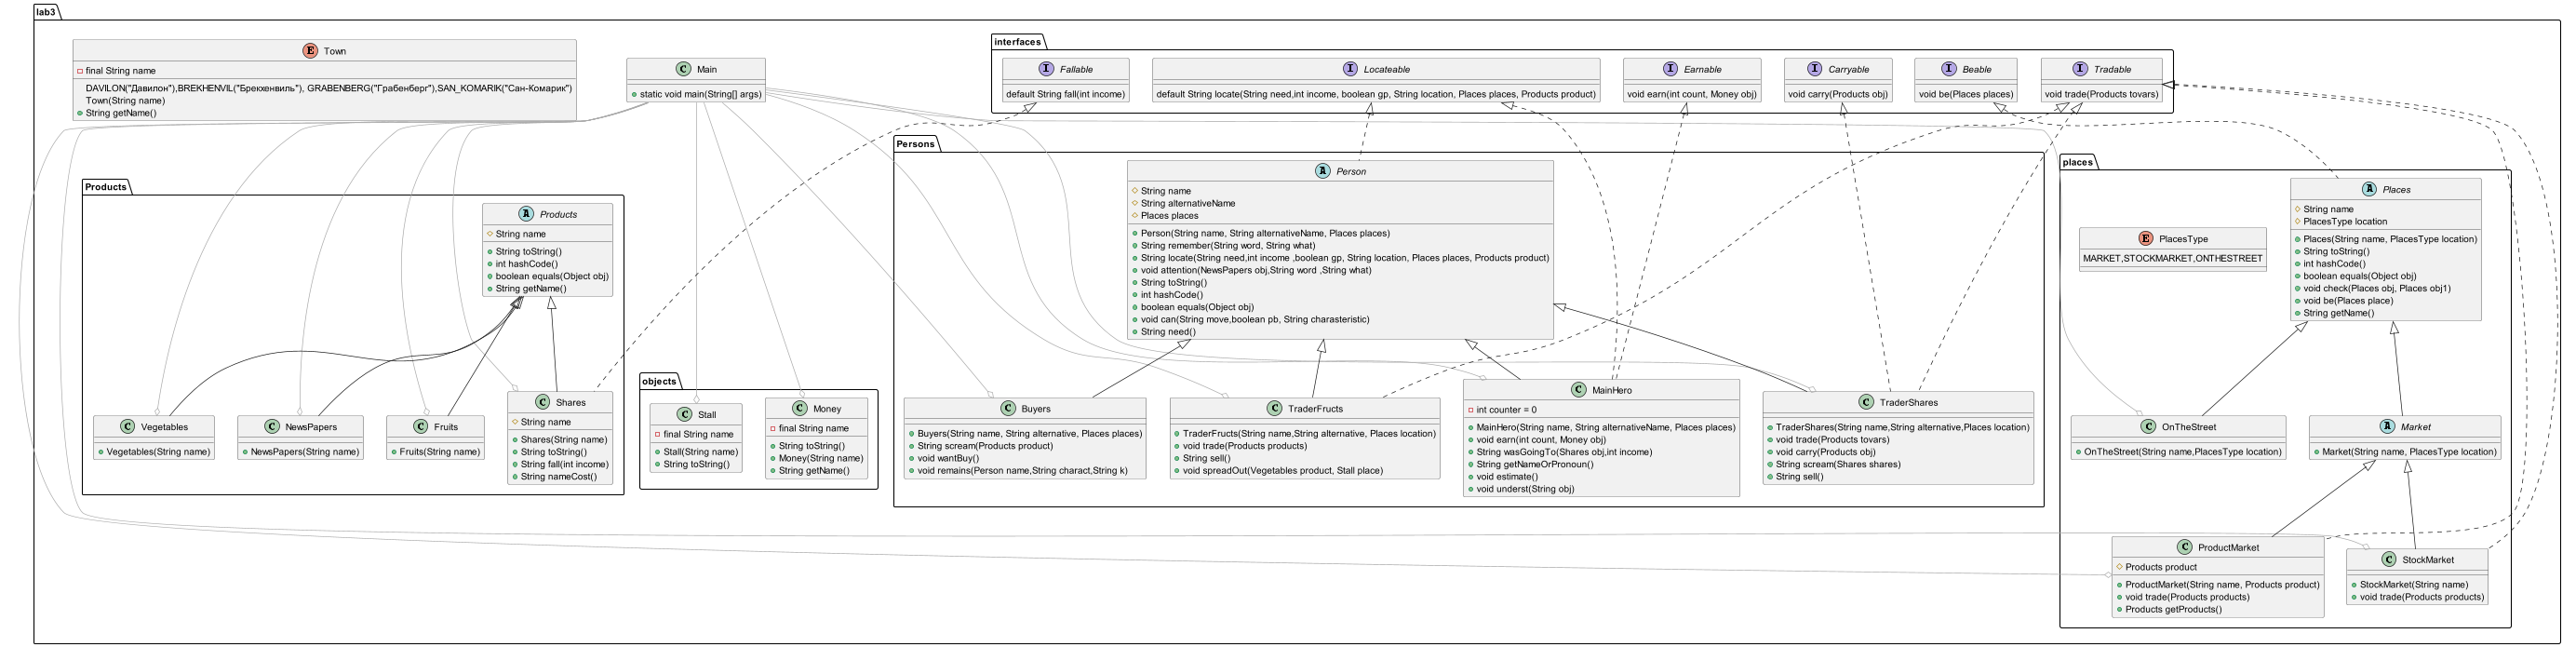 lab3
E Town
final String name
DAVILON("Давилон"),BREKHENVIL("Брекхенвиль"), GRABENBERG("Грабенберг"),SAN_KOMARIK("Сан-Комарик")
Town(String name)
String getName()
C Main
static void main(String[] args)
interfaces
I Fallable
default String fall(int income)
I Locateable
default String locate(String need,int income, boolean gp, String location, Places places, Products product)
I Earnable
void earn(int count, Money obj)
I Carryable
void carry(Products obj)
I Beable
void be(Places places)
I Tradable
void trade(Products tovars)
Products
A Products
String name
String toString()
int hashCode()
boolean equals(Object obj)
String getName()
C Vegetables
Vegetables(String name)
C NewsPapers
NewsPapers(String name)
C Fruits
Fruits(String name)
C Shares
String name
Shares(String name)
String toString()
String fall(int income)
String nameCost()
objects
C Stall
final String name
Stall(String name)
String toString()
C Money
final String name
String toString()
Money(String name)
String getName()
Persons
A Person
String name
String alternativeName
Places places
Person(String name, String alternativeName, Places places)
String remember(String word, String what)
String locate(String need,int income ,boolean gp, String location, Places places, Products product)
void attention(NewsPapers obj,String word ,String what)
String toString()
int hashCode()
boolean equals(Object obj)
void can(String move,boolean pb, String charasteristic)
String need()
C Buyers
Buyers(String name, String alternative, Places places)
String scream(Products product)
void wantBuy()
void remains(Person name,String charact,String k)
C TraderFructs
TraderFructs(String name,String alternative, Places location)
void trade(Products products)
String sell()
void spreadOut(Vegetables product, Stall place)
C MainHero
int counter = 0
MainHero(String name, String alternativeName, Places places)
void earn(int count, Money obj)
String wasGoingTo(Shares obj,int income)
String getNameOrPronoun()
void estimate()
void underst(String obj)
C TraderShares
TraderShares(String name,String alternative,Places location)
void trade(Products tovars)
void carry(Products obj)
String scream(Shares shares)
String sell()
places
E PlacesType
MARKET,STOCKMARKET,ONTHESTREET
A Places
String name
PlacesType location
Places(String name, PlacesType location)
String toString()
int hashCode()
boolean equals(Object obj)
void check(Places obj, Places obj1)
void be(Places place)
String getName()
C OnTheStreet
OnTheStreet(String name,PlacesType location)
A Market
Market(String name, PlacesType location)
C ProductMarket
Products product
ProductMarket(String name, Products product)
void trade(Products products)
Products getProducts()
C StockMarket
StockMarket(String name)
void trade(Products products)